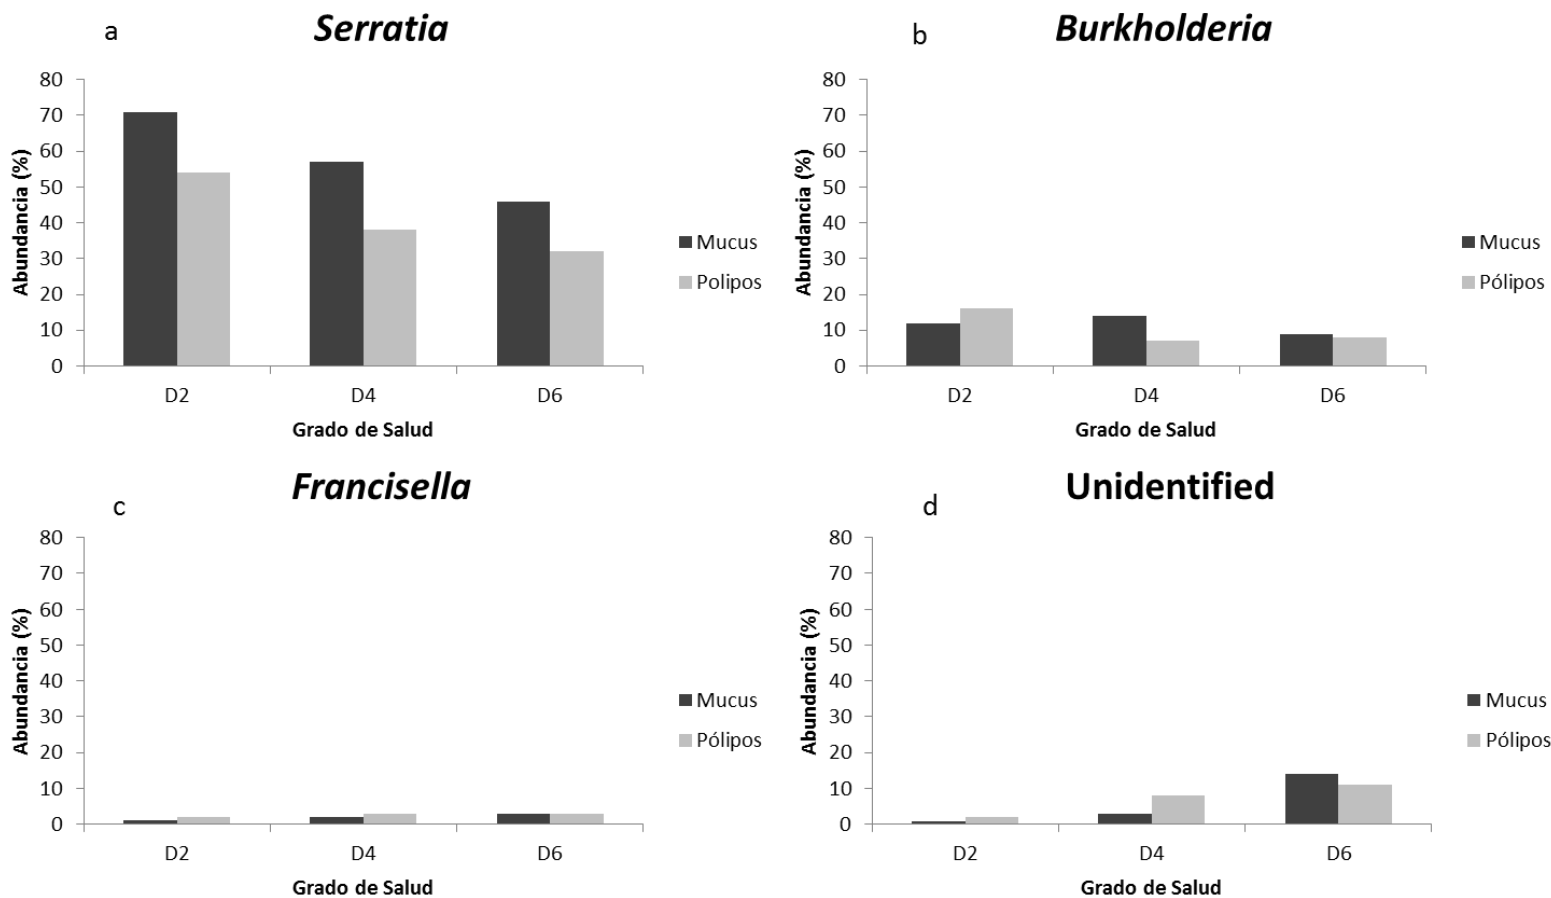 a
Serratia
80
70
60
50
40
30
20
10
0
Abundancia (%)
D2 D4 D6
Grado de Salud
Mucus
Polipos
b
Burkholderia
80
70
60
50
40
30
20
10
0
Abundancia (%)
D2 D4 D6
Grado de Salud
Mucus
Pólipos
c
Francisella
80
70
60
50
40
30
20
10
0
Abundancia (%)
D2 D4 D6
Grado de Salud
Mucus
Pólipos
d
Unidentified
80
70
60
50
40
30
20
10
0
Abundancia (%)
D2 D4 D6
Grado de Salud
Mucus
Pólipos